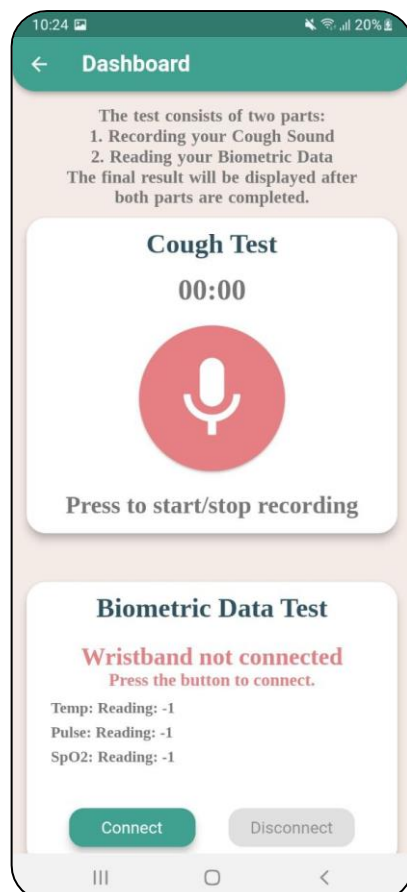 10:24 20%
Dashboard
The test consists of two parts:
1. Recording your Cough Sound
2. Reading your Biometric Data
The final result will be displayed after
both parts are completed.
Cough Test
00:00
Press to start/stop recording
Biometric Data Test
Wristband not connected
Press the button to connect.
Temp: Reading: -1
Pulse: Reading: -1
SpO2: Reading: -1
Connect Disconnect